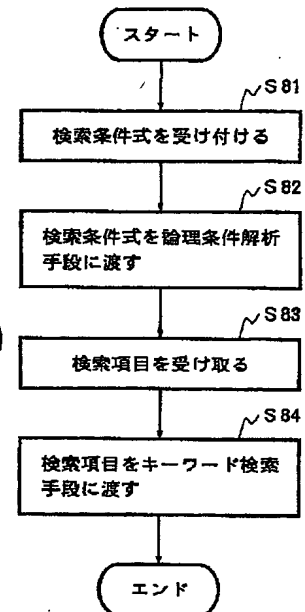 スタート
S81
検索条件式を受け付ける
S82
検索条件式を論理条件解析
手段に渡す
S83
検索項目を受け取る
S84
検索項目をキーワード検索
手段に渡す
エンド